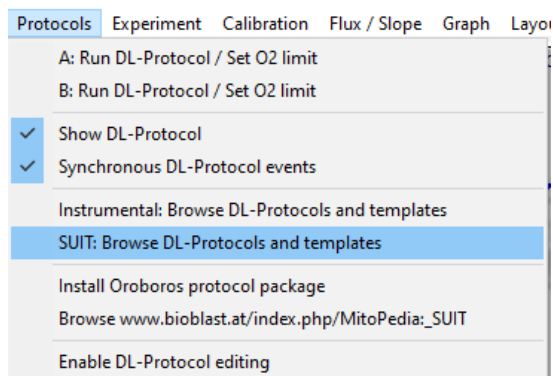 Protocols Experiment Calibration Flux / Slope Graph
A: Run DL-Protocol / Set O2 limit
B: Run DL-Protocol / Set O2 limit
Show DL-Protocol
Synchronous DL-Protocol events
Instrumental: Browse DL-Protocols and templates
SUIT: Browse DL-Protocols and templates
Install Oroboros protocol package
Browse www.bioblast.at/index.php/MitoPedia:_SUIT
Enable DL-Protocol editing